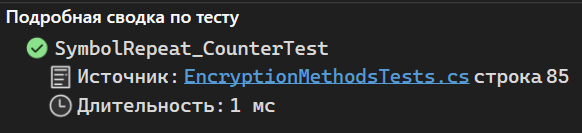 Подробная сводка по тесту
SymbolRepeat_CounterTest
Источник: EncryptionMethodsTests.cs строка 85
Длительность: 1 мс